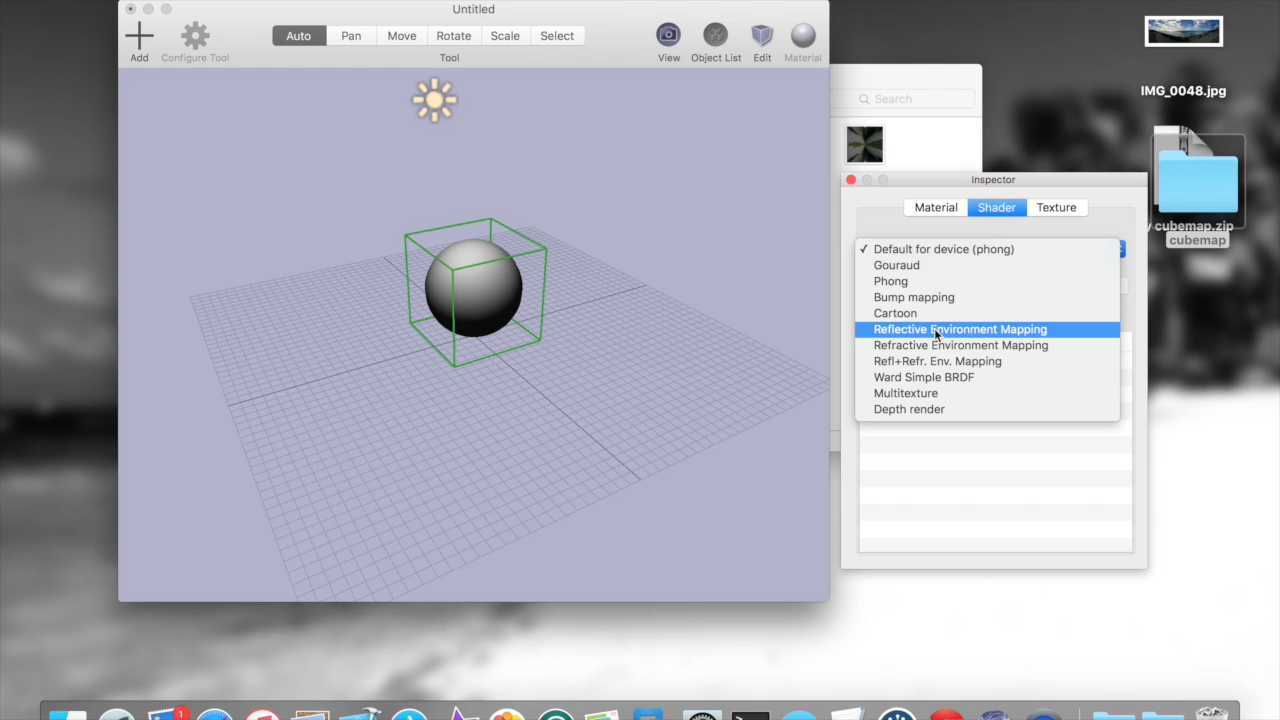 Untitled
Add
Configure Tool
Auto
Pan
Move
Rotate
Scale
Select
Tool
View
Object List
Edit
Material
Search
IMG_0048.jpg
cubemap.zip
cubemap
Inspector
Material
Shader
Texture
✓ Default for device (phong)
Gouraud
Phong
Bump mapping
Cartoon
Reflective Environment Mapping
Refractive Environment Mapping
Refl+Refr. Env. Mapping
Ward Simple BRDF
Multitexture
Depth render
1